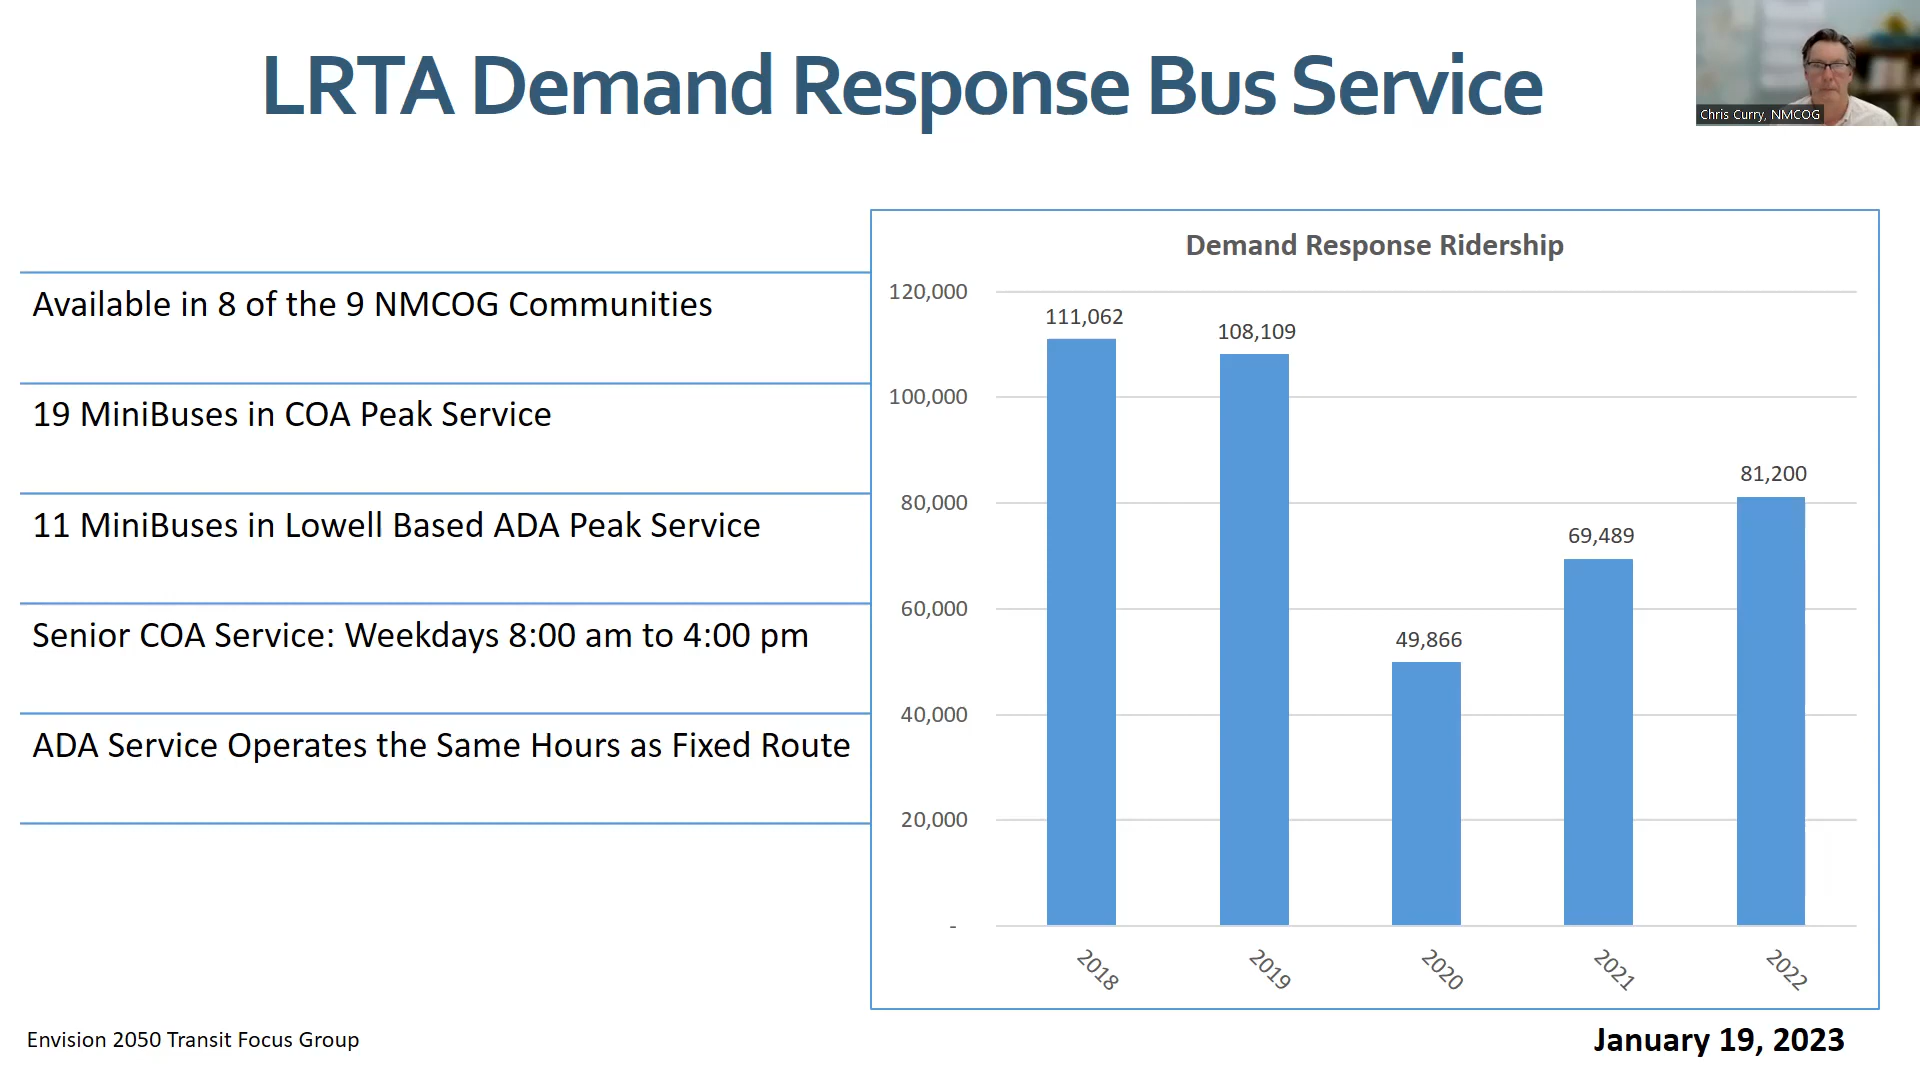 LRTA Demand Response Bus Service
Chris Curry, NMCOG
Available in 8 of the 9 NMCOG Communities
19 MiniBuses in COA Peak Service
11 MiniBuses in Lowell Based ADA Peak Service
Senior COA Service: Weekdays 8:00 am to 4:00 pm
ADA Service Operates the Same Hours as Fixed Route
Demand Response Ridership
120,000
100,000
80,000
60,000
40,000
20,000
-
111,062
108,109
49,866
69,489
81,200
2018
2019
2020
2021
2022
Envision 2050 Transit Focus Group
January 19, 2023